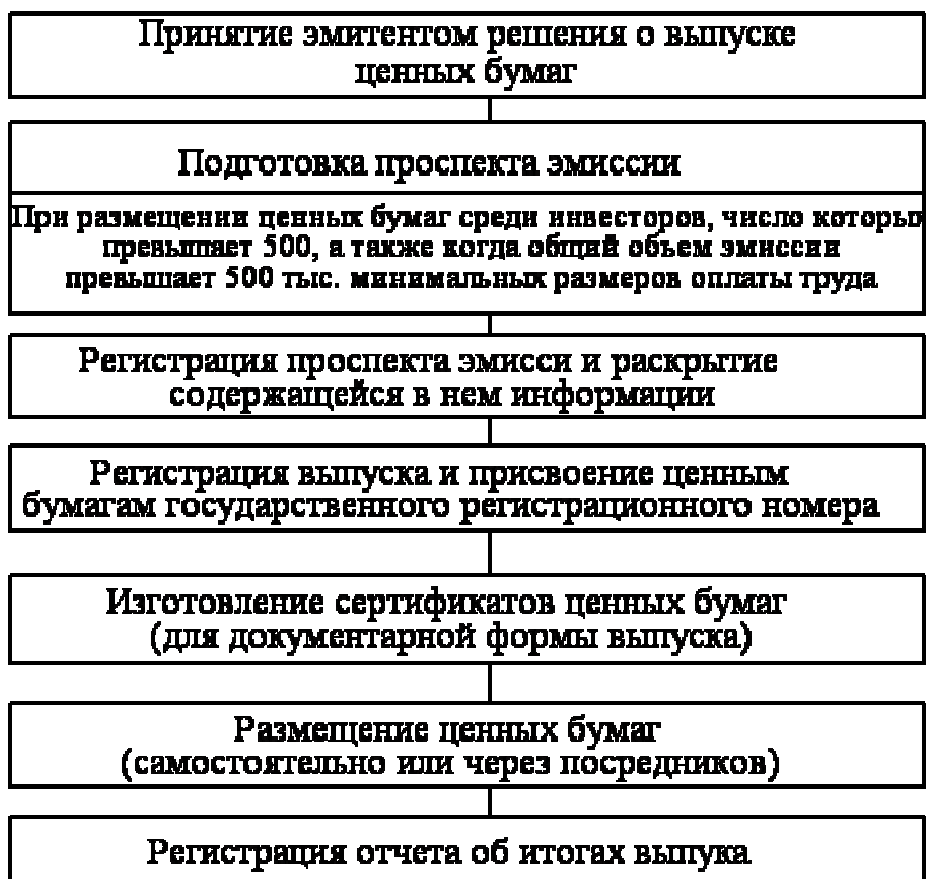 Принятие эмитентом решения о выпуске
ценных бумаг
Подготовка проспекта эмиссии
При размещении ценных бумаг среди инвесторов, число которых
превышает 500, а также когда общий объем эмиссии
превышает 500 тыс. минимальных размеров оплаты труда
Регистрация проспекта эмисси и раскрытие
содержащейся в нем информации
Регистрация выпуска и присвоение ценным
бумагам государственного регистрационного номера
Изготовление сертификатов ценных бумаг
(для документарной формы выпуска)
Размещение ценных бумаг
(самостоятельно или через посредников)
Регистрация отчета об итогах выпука